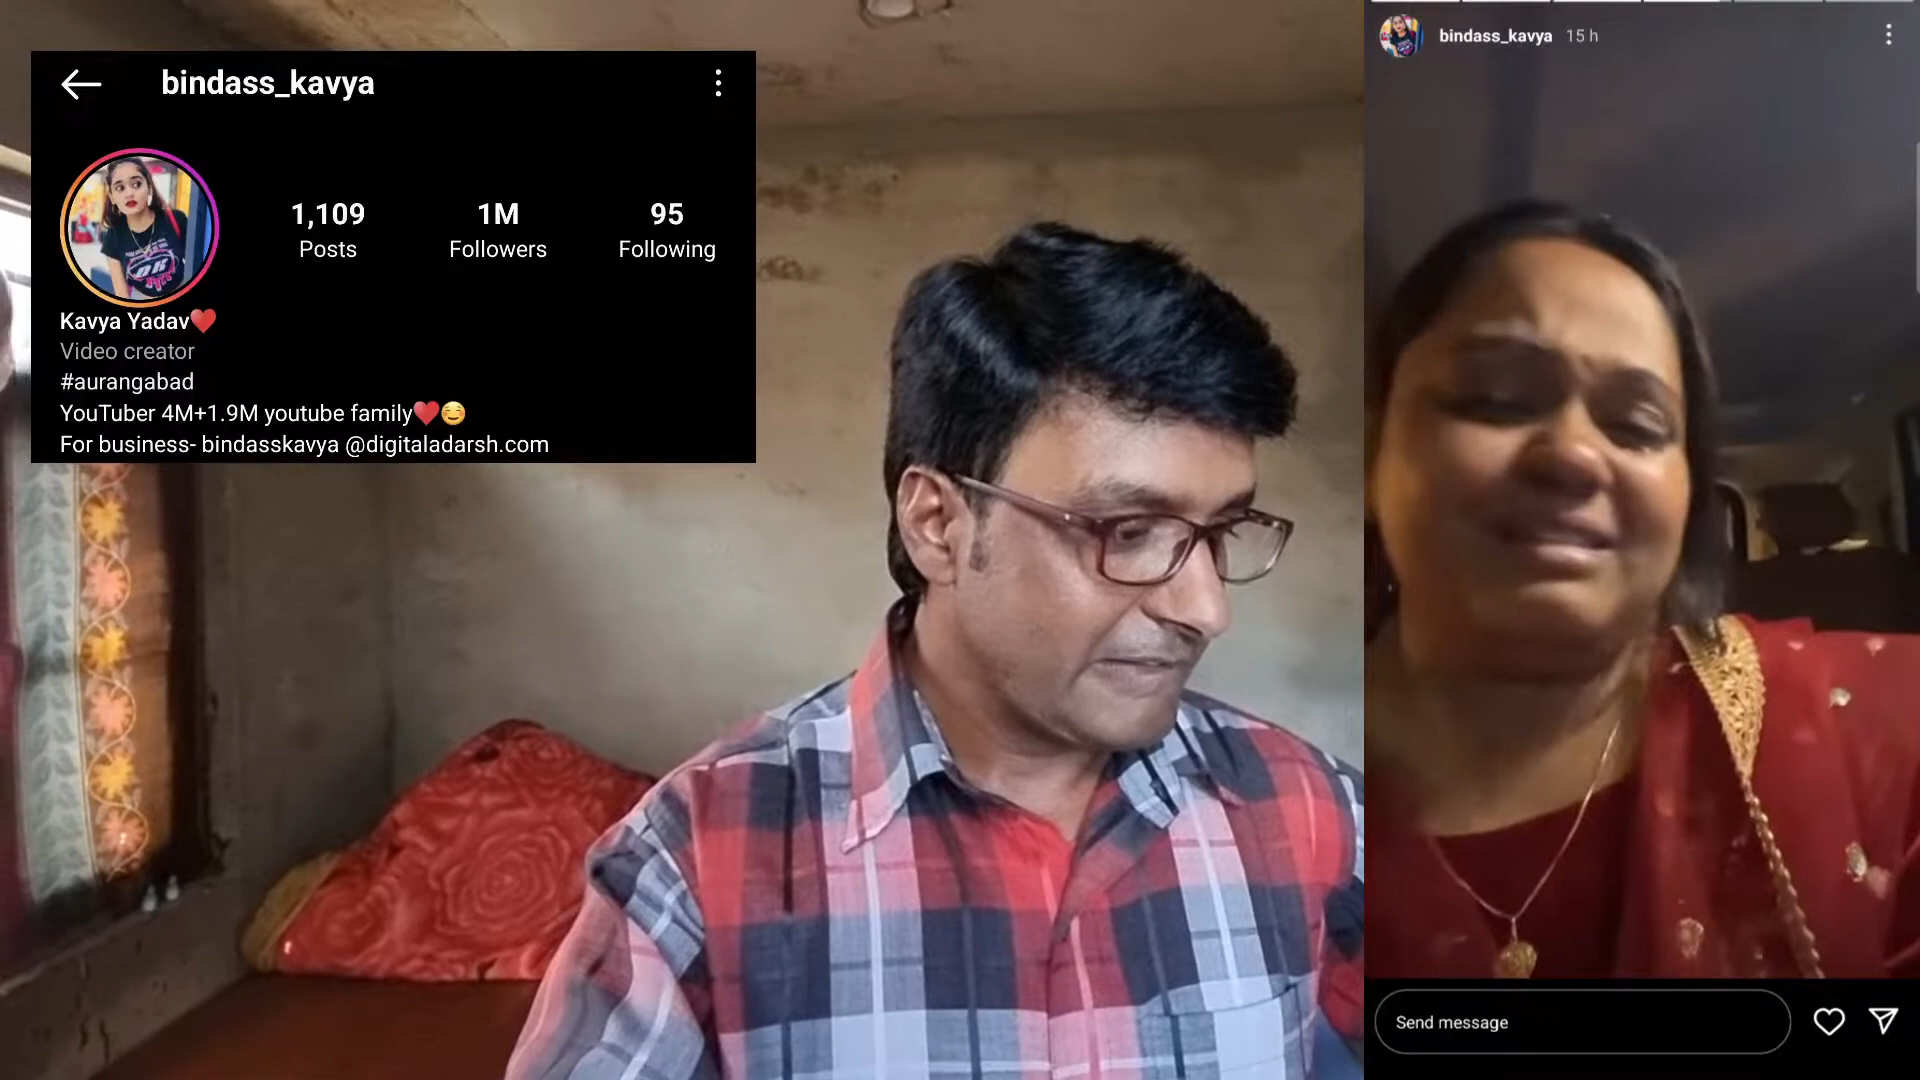 bindass_kavya
1,109
Posts
1M
Followers
95
Following
Kavya Yadav❤️
Video creator
#aurangabad
YouTuber 4M+1.9M youtube family❤️☺️
For business- bindasskavya @digitaladarsh.com
bindass_kavya 15 h
Send message